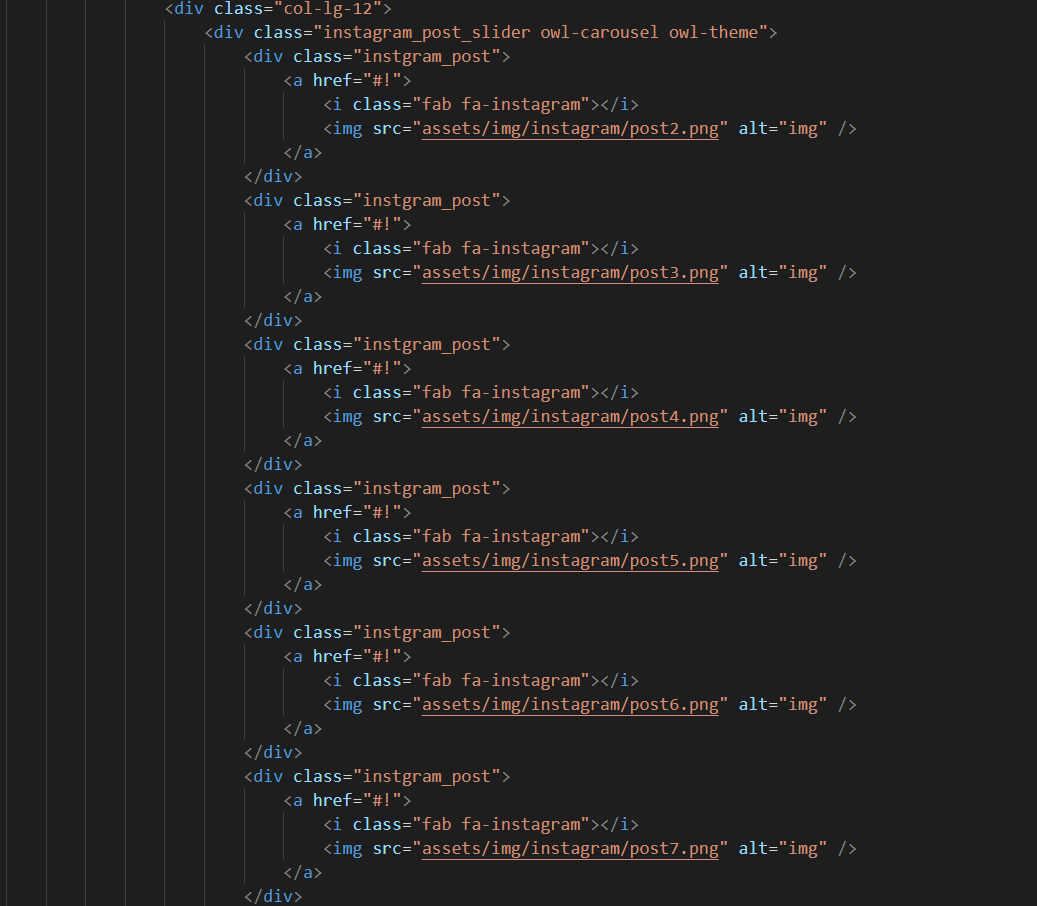 <div class="col-lg-12">
<div class="instagram_post_slider owl-carousel owl-theme">
<div class="instgram_post">
<a href="#!">
<i class="fab fa-instagram"></i>
<img src="assets/img/instagram/post2.png" alt="img" />
</a>
</div>
<div class="instgram_post">
<a href="#!">
<i class="fab fa-instagram"></i>
<img src="assets/img/instagram/post3.png" alt="img" />
</a>
</div>
<div class="instgram_post">
<a href="#!">
<i class="fab fa-instagram"></i>
<img src="assets/img/instagram/post4.png" alt="img" />
</a>
</div>
<div class="instgram_post">
<a href="#!">
<i class="fab fa-instagram"></i>
<img src="assets/img/instagram/post5.png" alt="img" />
</a>
</div>
<div class="instgram_post">
<a href="#!">
<i class="fab fa-instagram"></i>
<img src="assets/img/instagram/post6.png" alt="img" />
</a>
</div>
<div class="instgram_post">
<a href="#!">
<i class="fab fa-instagram"></i>
<img src="assets/img/instagram/post7.png" alt="img" />
</a>
</div>